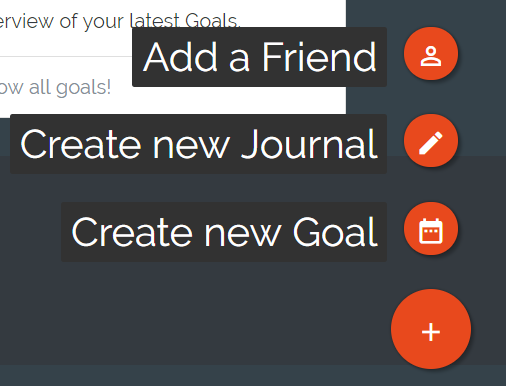 erview of your latest Goals.
Add a Friend
ow all goals!
Create new Journal
Create new Goal